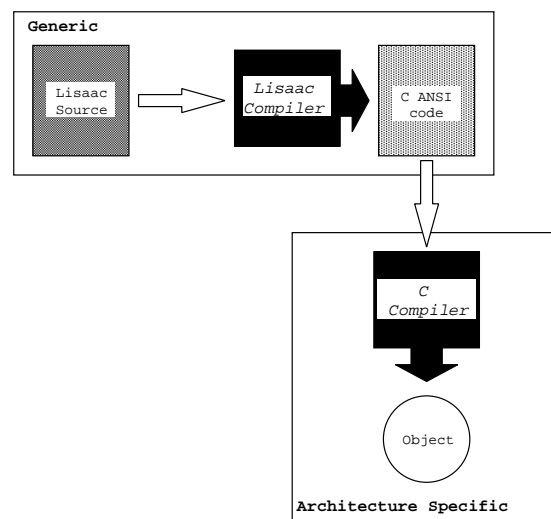 Generic
Lisaac
Source
Lisaac
Compiler
C ANSI
code
C
Compiler
Object
Architecture Specific